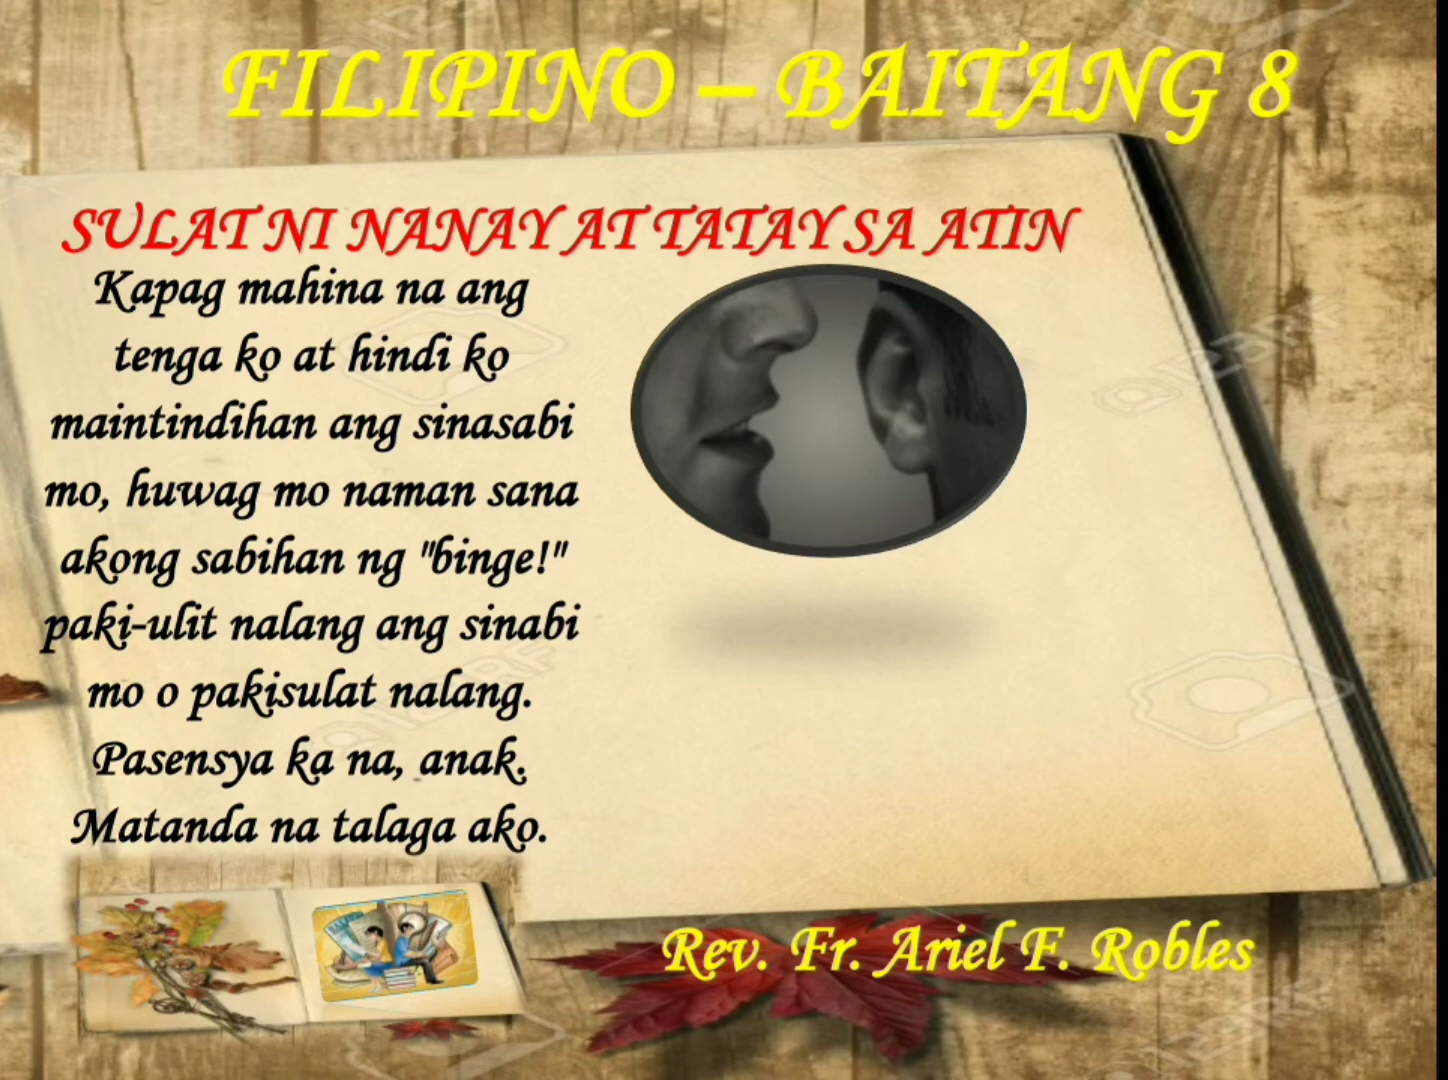 FILIPINO – BAITANG 8
SULAT NI NANAY AT TATAY SA ATIN
Kapag mahina na ang
tenga ko at hindi ko
maintindihan ang sinasabi
mo, huwag mo naman sana
akong sabihan ng "binge!"
paki-ulit nalang ang sinabi
mo o pakisulat nalang.
Pasensya ka na, anak.
Matanda na talaga ako.
Rev. Fr. Ariel F. Robles